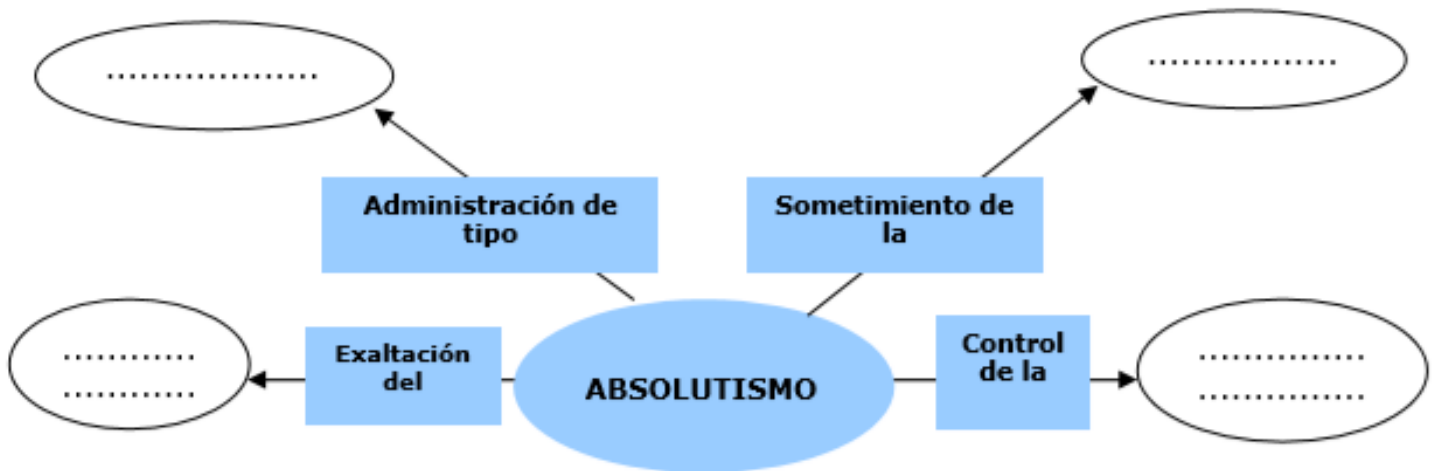 ....................
.................
Administración de
tipo
Sometimiento de
la
............
............
Exaltación
del
ABSOLUTISMO
Control
de la
...............
...............